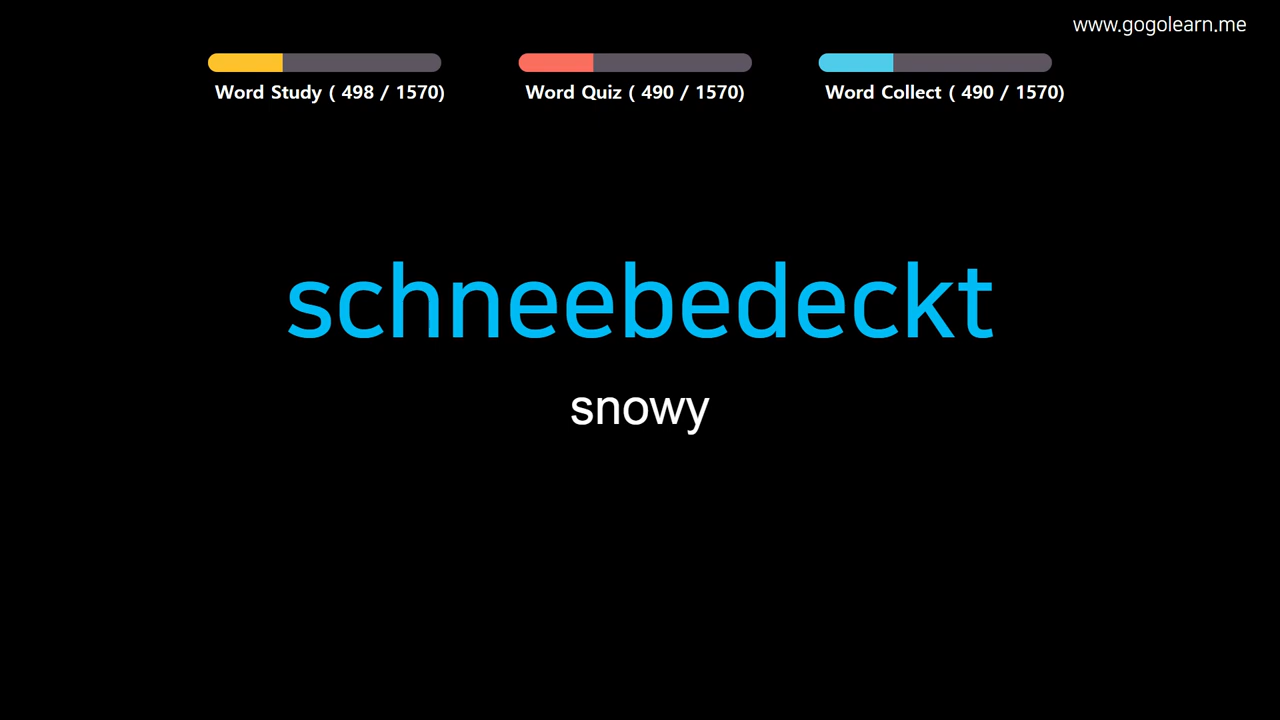 www.gogolearn.me
Word Study ( 498 / 1570)
Word Quiz ( 490 / 1570)
Word Collect ( 490 / 1570)
schneebedeckt
snowy